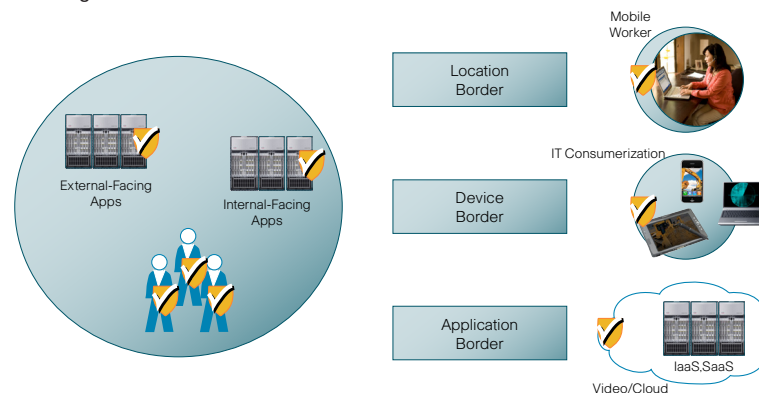 Mobile
Worker
Location
Border
External-Facing
Apps
Internal-Facing
Apps
IT Consumerization
Device
Border
Application
Border
IaaS,SaaS
Video/Cloud